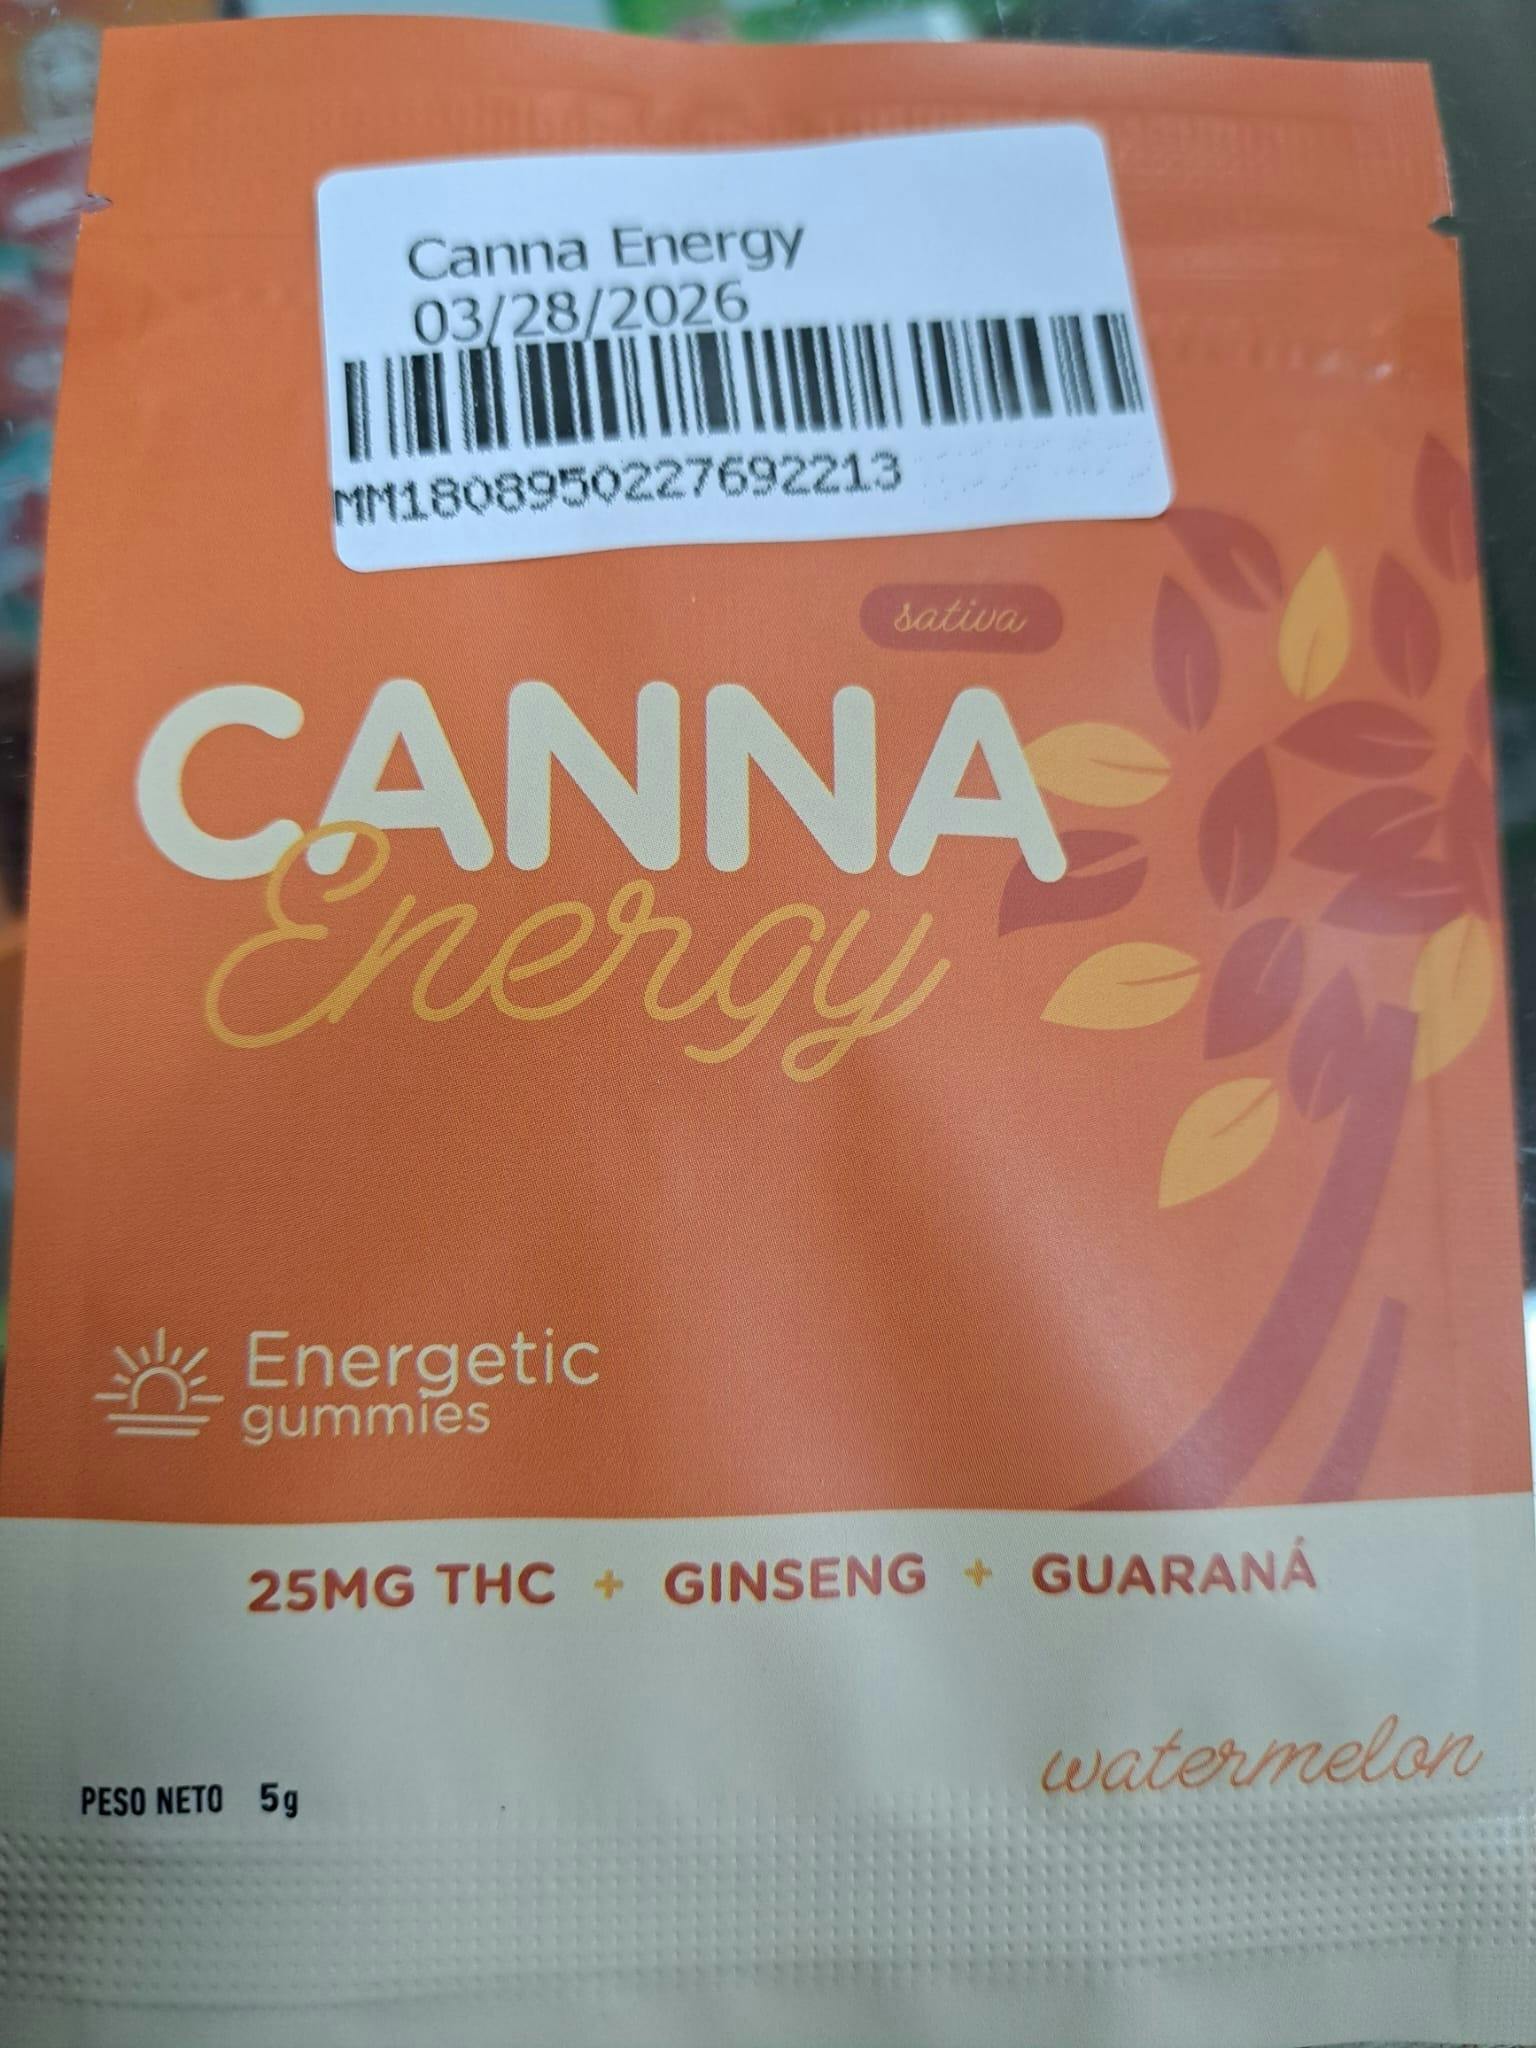 Canna Energy
03/28/2026
MM1808950227692213
sativa
CANNA
Energy
Energetic
gummies
25MG THC + GINSENG + GUARANÁ
watermelon
PESO NETO 5g